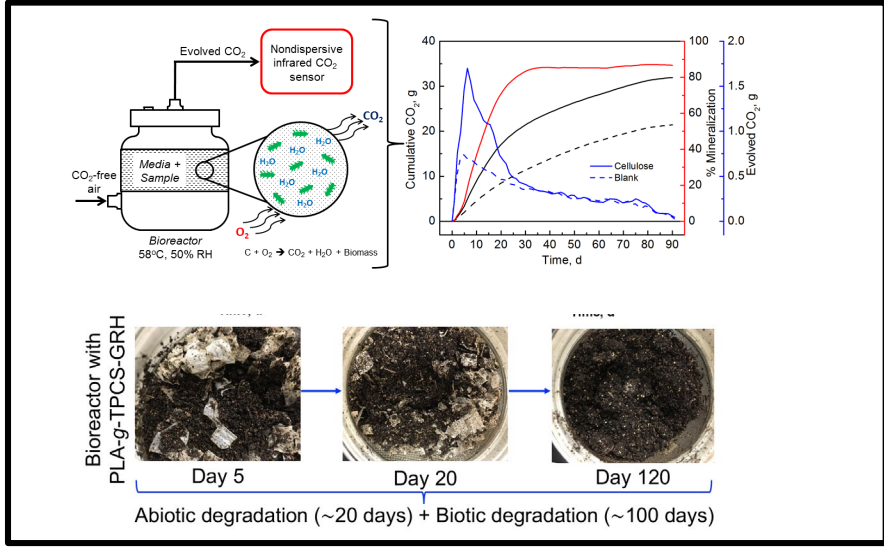 Evolved CO₂
Nondispersive
infrared CO₂
sensor
CO₂
Media +
Sample
H₂O
H₂O
H₂O
H₂O
H₂O
CO₂-free
air
O₂
Bioreactor
58°C, 50% RH
C + O₂ → CO₂ + H₂O + Biomass
Cumulative CO₂, g
40
30
20
10
0
0 10 20 30 40 50 60 70 80 90
Time, d
Cellulose
Blank
100
80
60
40
20
0
% Mineralization
2.0
1.5
1.0
0.5
0.0
Evolved CO₂, g
Bioreactor with
PLA-g-TPCS-GRH
Day 5
Day 20
Day 120
Abiotic degradation (~20 days) + Biotic degradation (~100 days)